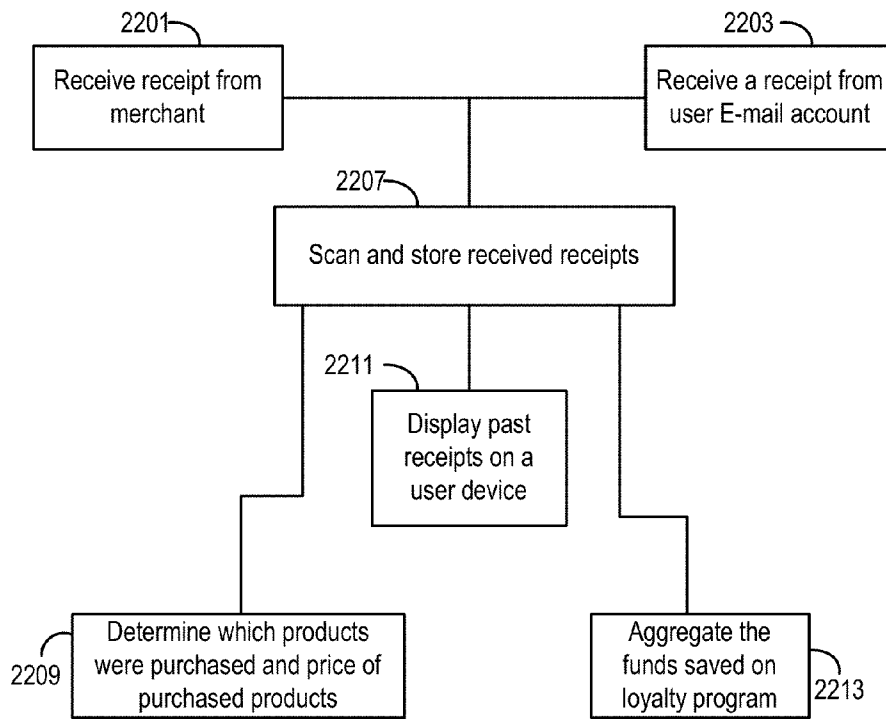 2201
2203
Receive receipt from
merchant
Receive a receipt from
user E-mail account
2207
Scan and store received receipts
2211
Display past
receipts on a
user device
2209
Determine which products
were purchased and price of
purchased products
Aggregate the
funds saved on
loyalty program
2213